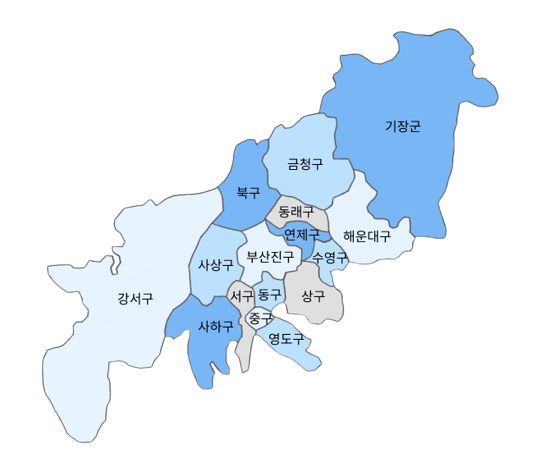 기장군
금청구
북구
동래구
연제구
해운대구
부산진구
수영구
사상구
강서구
서구
동구
상구
중구
사하구
영도구